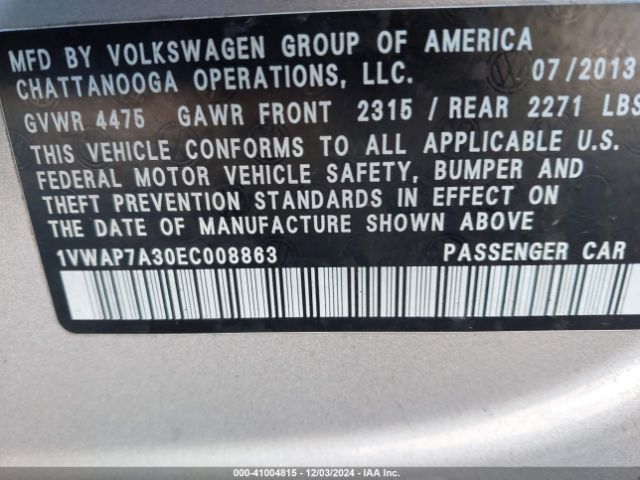 MFD BY VOLKSWAGEN GROUP OF AMERICA
CHATTANOOGA OPERATIONS, LLC. 07/2013
GVWR 4475 GAWR FRONT 2315 / REAR 2271 LBS
THIS VEHICLE CONFORMS TO ALL APPLICABLE U.S.
FEDERAL MOTOR VEHICLE SAFETY, BUMPER AND
THEFT PREVENTION STANDARDS IN EFFECT ON
THE DATE OF MANUFACTURE SHOWN ABOVE
1VWAP7A30EC008863 PASSENGER CAR
000-41004815 - 12/03/2024 - IAAI.COM